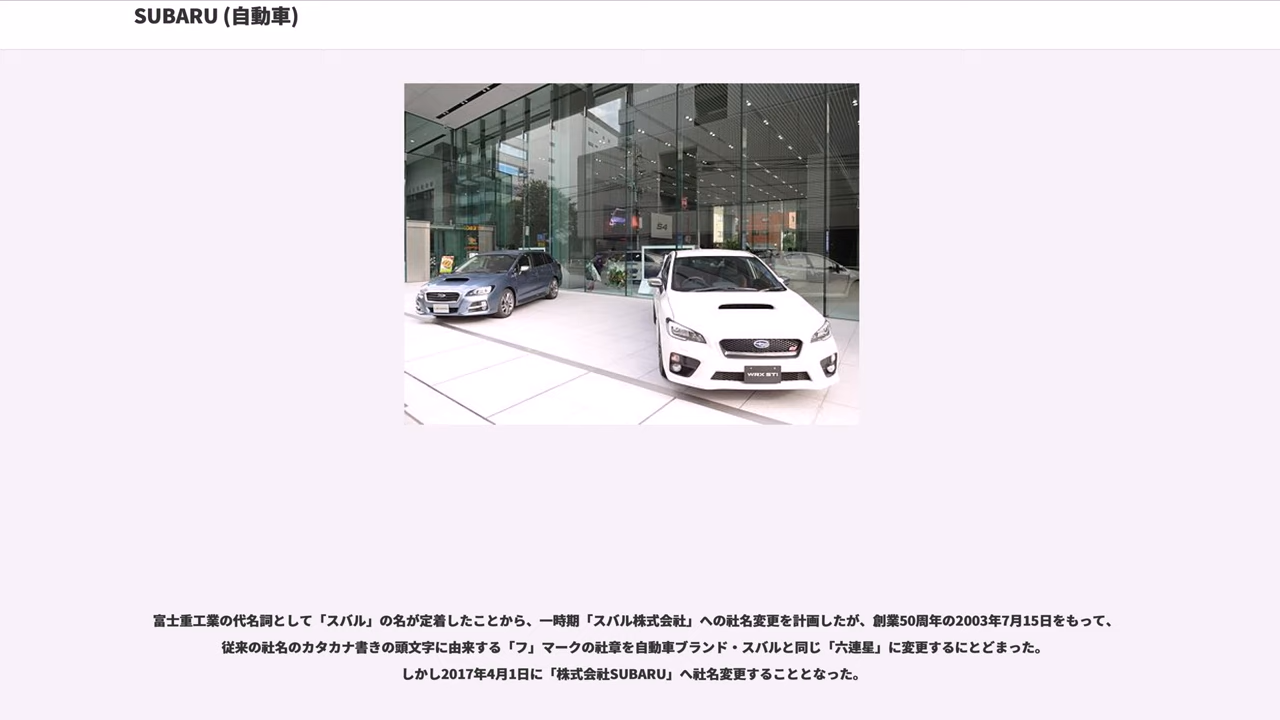 SUBARU (自動車)
S4
WRX STI
富士重工業の代名詞として「スバル」の名が定着したことから、一時期「スバル株式会社」への社名変更を計画したが、創業50周年の2003年7月15日をもって、
従来の社名のカタカナ書きの頭文字に由来する「フ」マークの社章を自動車ブランド・スバルと同じ「六連星」に変更するにとどまった。
しかし2017年4月1日に「株式会社SUBARU」へ社名変更することとなった。